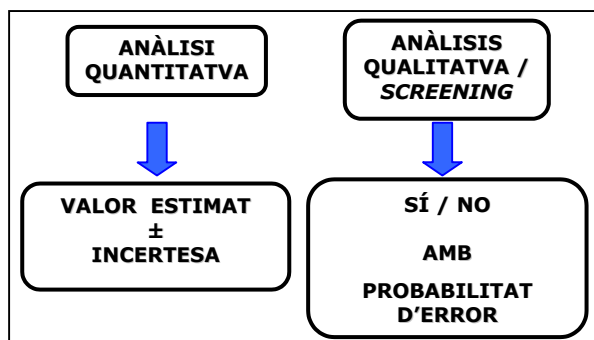 ANÀLISI
QUANTITATVA
ANÀLISIS
QUALITATVA /
SCREENING
VALOR ESTIMAT
±
INCERTESA
SÍ / NO
AMB
PROBABILITAT
D'ERROR